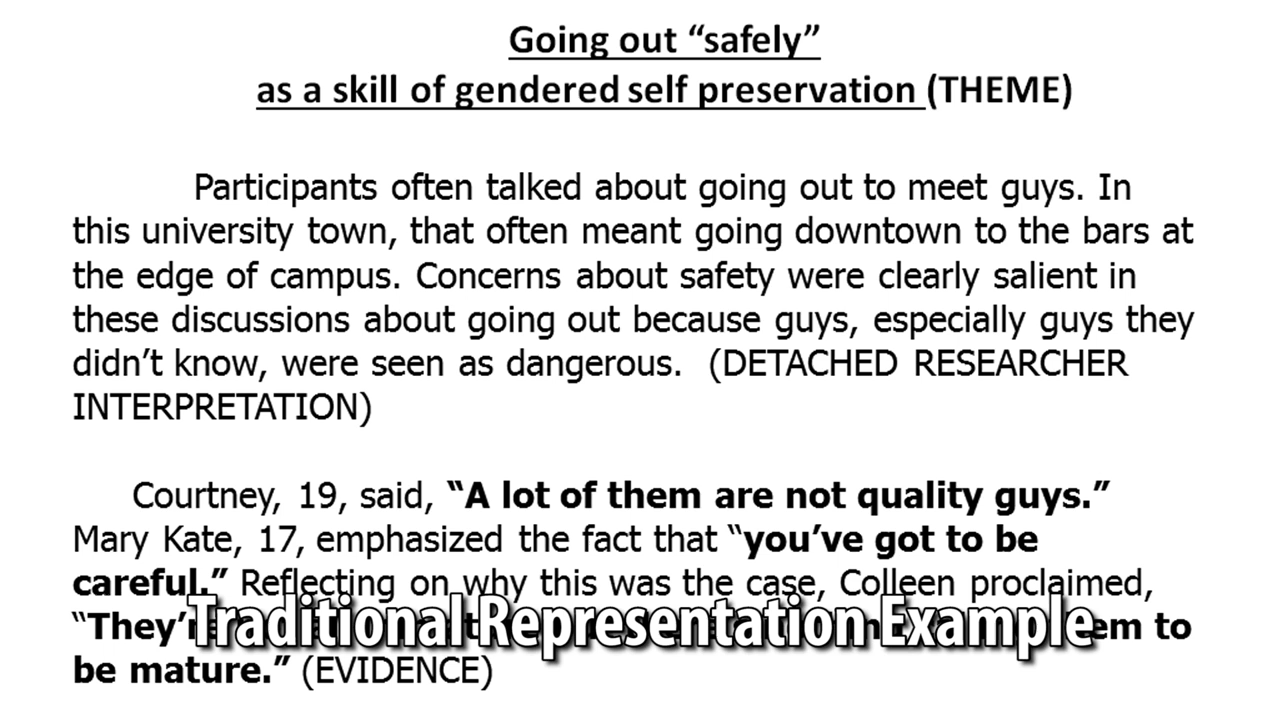 Going out “safely”
as a skill of gendered self preservation (THEME)
Participants often talked about going out to meet guys. In
this university town, that often meant going downtown to the bars at
the edge of campus. Concerns about safety were clearly salient in
these discussions about going out because guys, especially guys they
didn’t know, were seen as dangerous. (DETACHED RESEARCHER
INTERPRETATION)
Courtney, 19, said, “A lot of them are not quality guys.”
Mary Kate, 17, emphasized the fact that “you’ve got to be
careful.” Reflecting on why this was the case, Colleen proclaimed,
“They’re to
be mature.” (EVIDENCE)
Traditional Representation Example